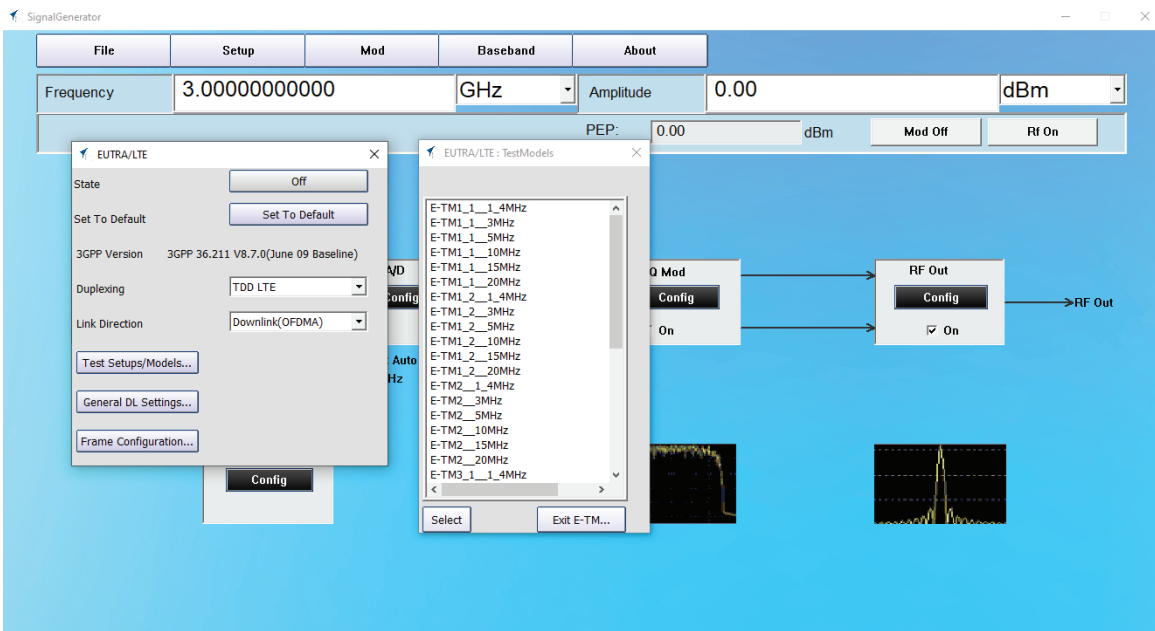 SignalGenerator
File Setup Mod Baseband About
Frequency 3.00000000000 GHz Amplitude 0.00 dBm
PEP: 0.00 dBm Mod Off Rf On
EUTRA/LTE
State Off
Set To Default Set To Default
3GPP Version 3GPP 36.211 V8.7.0(June 09 Baseline)
Duplexing TDD LTE
Link Direction Downlink(OFDMA)
Test Setups/Models...
General DL Settings...
Frame Configuration...
EUTRA/LTE : TestModels
E-TM1_1__1_4MHz
E-TM1_1__3MHz
E-TM1_1__5MHz
E-TM1_1__10MHz
E-TM1_1__15MHz
E-TM1_1__20MHz
E-TM1_2__1_4MHz
E-TM1_2__3MHz
E-TM1_2__5MHz
E-TM1_2__10MHz
E-TM1_2__15MHz
E-TM1_2__20MHz
E-TM2__1_4MHz
E-TM2__3MHz
E-TM2__5MHz
E-TM2__10MHz
E-TM2__15MHz
E-TM2__20MHz
E-TM3_1__1_4MHz
Select Exit E-TM...
A/D
Config
Auto
Hz
Q Mod
Config
On
RF Out
Config
On
RF Out
Config